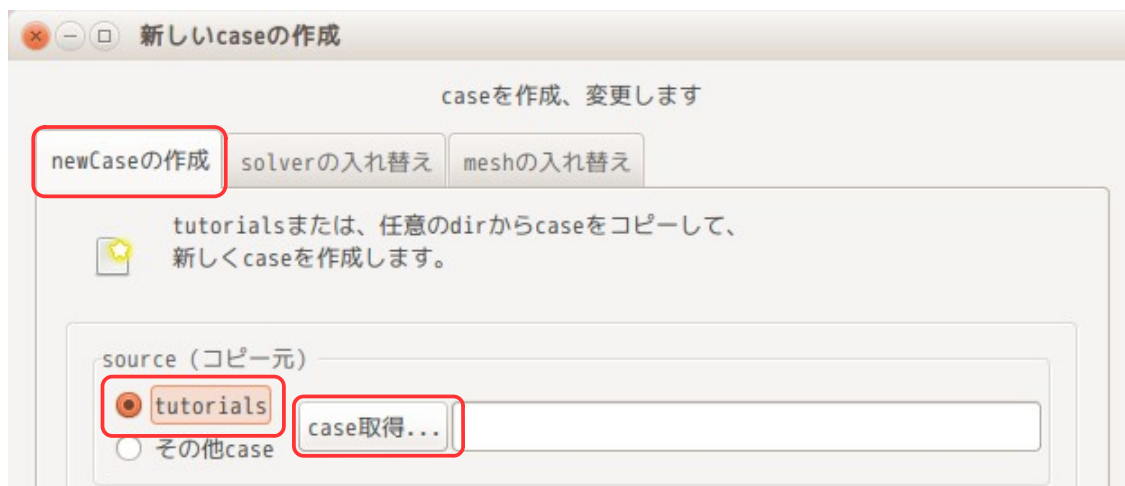 新しいcaseの作成
caseを作成、変更します
newCaseの作成 solverの入れ替え meshの入れ替え
tutorialsまたは、任意のdirからcaseをコピーして、
新しくcaseを作成します。
source (コピー元)
tutorials
case取得...
その他case